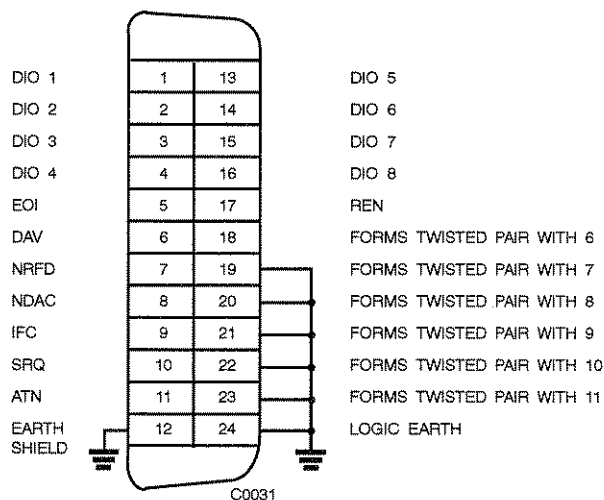 DIO 1 1 13 DIO 5
DIO 2 2 14 DIO 6
DIO 3 3 15 DIO 7
DIO 4 4 16 DIO 8
EOI 5 17 REN
DAV 6 18 FORMS TWISTED PAIR WITH 6
NRFD 7 19 FORMS TWISTED PAIR WITH 7
NDAC 8 20 FORMS TWISTED PAIR WITH 8
IFC 9 21 FORMS TWISTED PAIR WITH 9
SRQ 10 22 FORMS TWISTED PAIR WITH 10
ATN 11 23 FORMS TWISTED PAIR WITH 11
EARTH 12 24 LOGIC EARTH
SHIELD
C0031